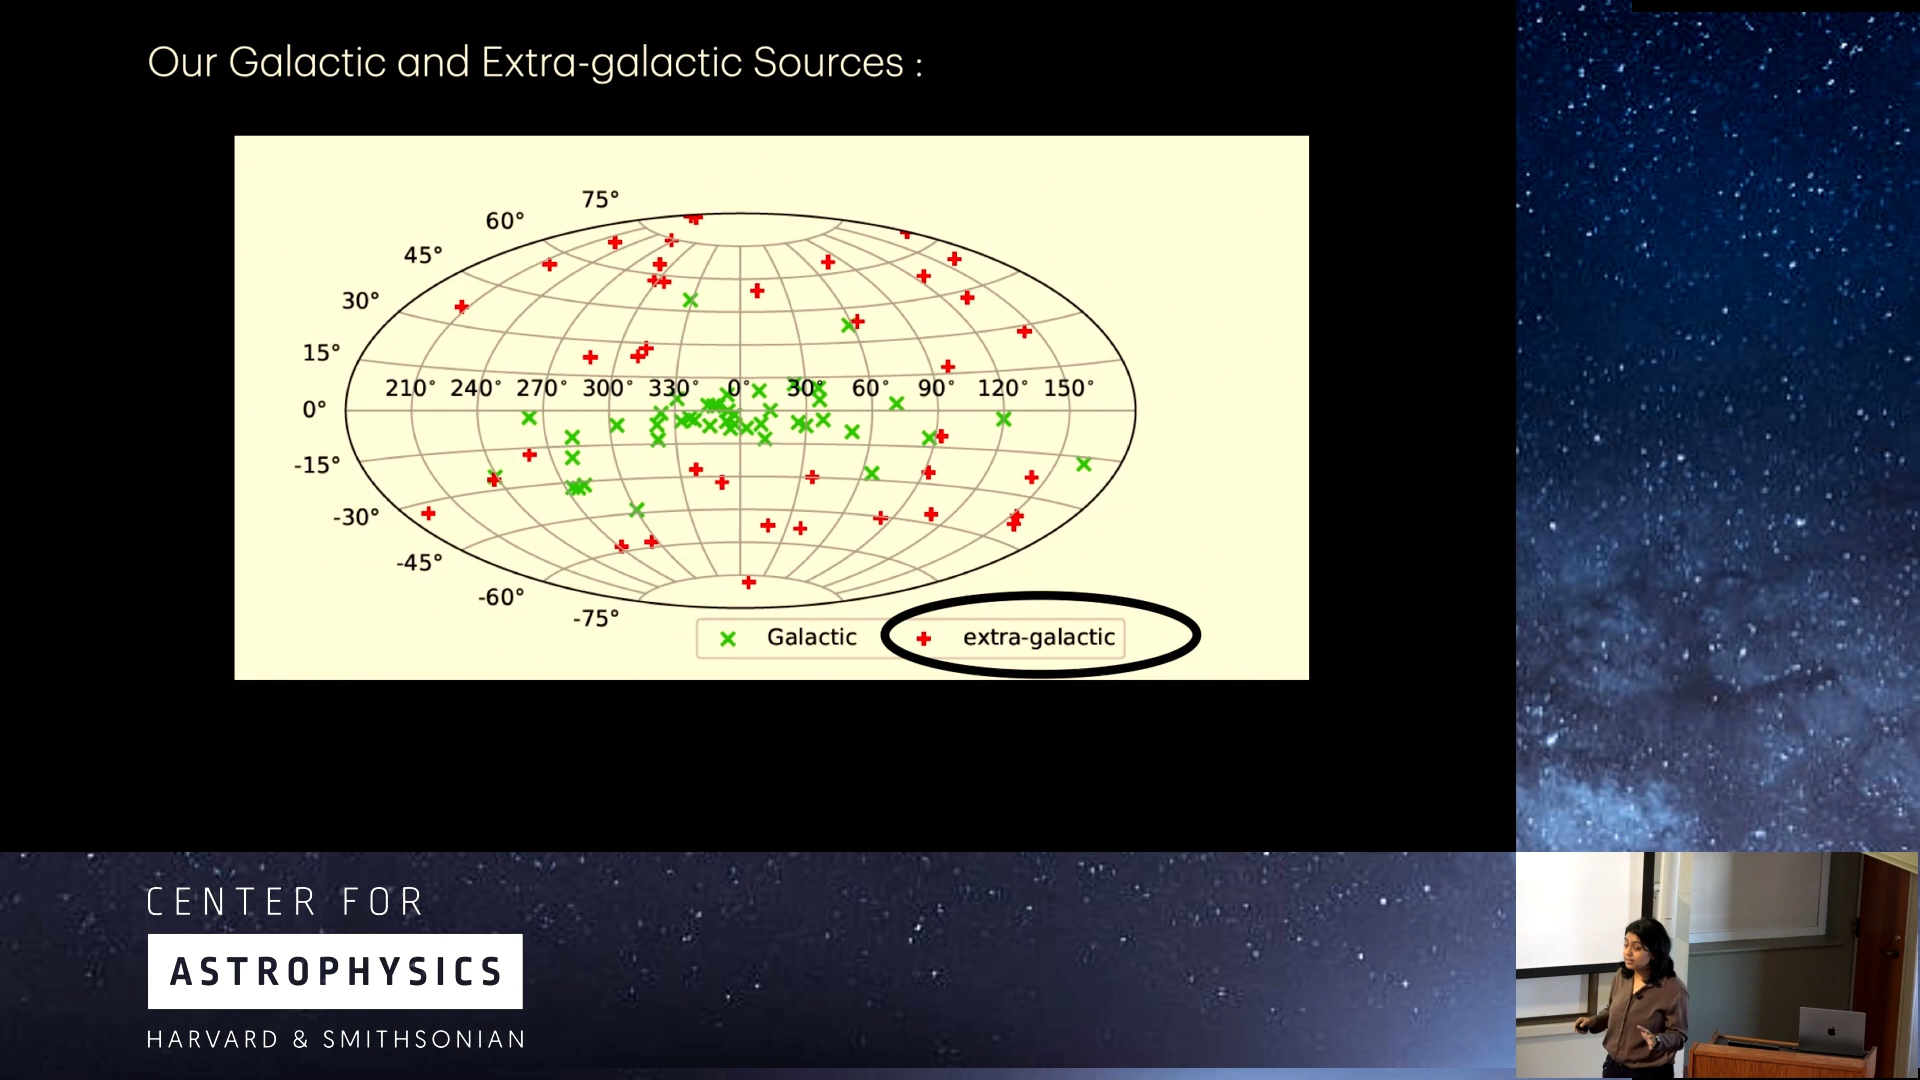 Our Galactic and Extra-galactic Sources :
75°
60°
45°
30°
15°
210° 240° 270° 300° 330° 0° 30° 60° 90° 120° 150°
0°
-15°
-30°
-45°
-60°
-75°
Galactic extra-galactic
CENTER FOR
ASTROPHYSICS
HARVARD & SMITHSONIAN